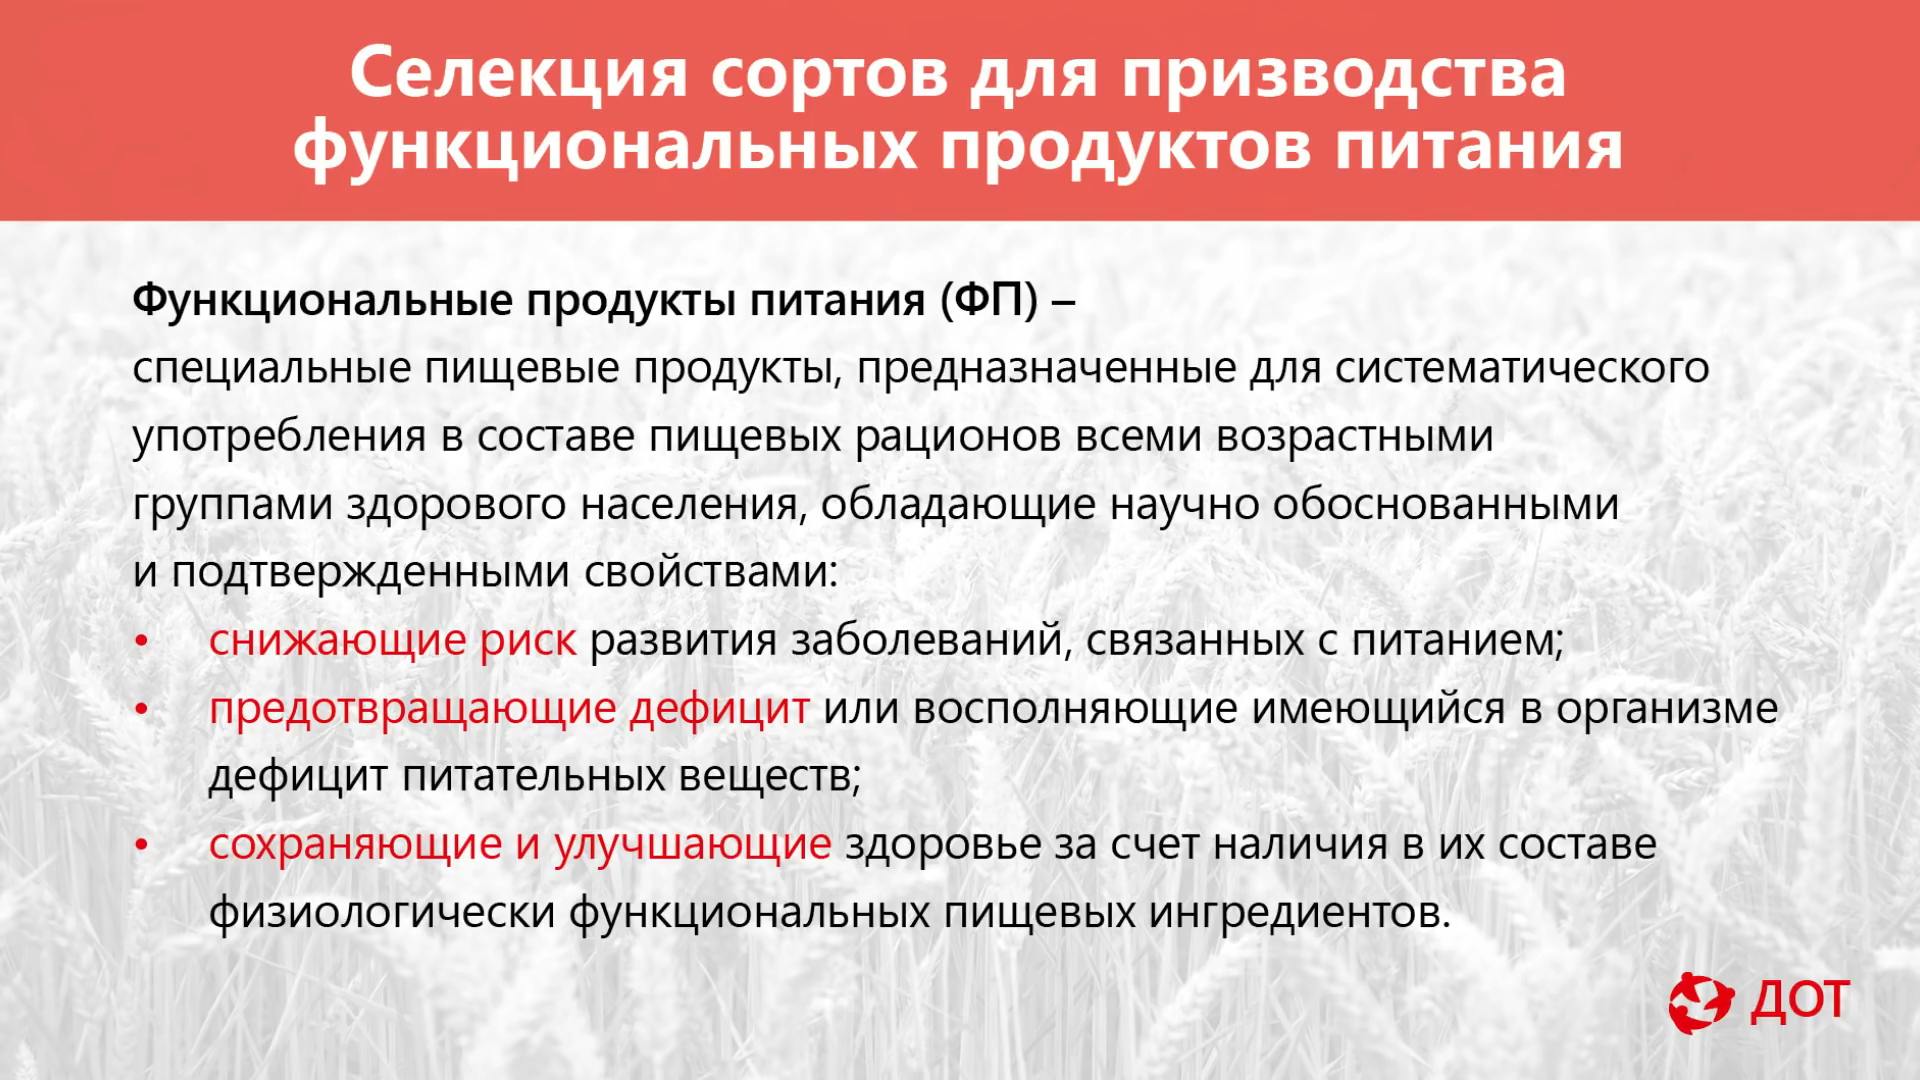 Селекция сортов для призводства
функциональных продуктов питания
Функциональные продукты питания (ФП) –
специальные пищевые продукты, предназначенные для систематического
употребления в составе пищевых рационов всеми возрастными
группами здорового населения, обладающие научно обоснованными
и подтвержденными свойствами:
• снижающие риск развития заболеваний, связанных с питанием;
• предотвращающие дефицит или восполняющие имеющийся в организме
дефицит питательных веществ;
• сохраняющие и улучшающие здоровье за счет наличия в их составе
физиологически функциональных пищевых ингредиентов.
ДОТ